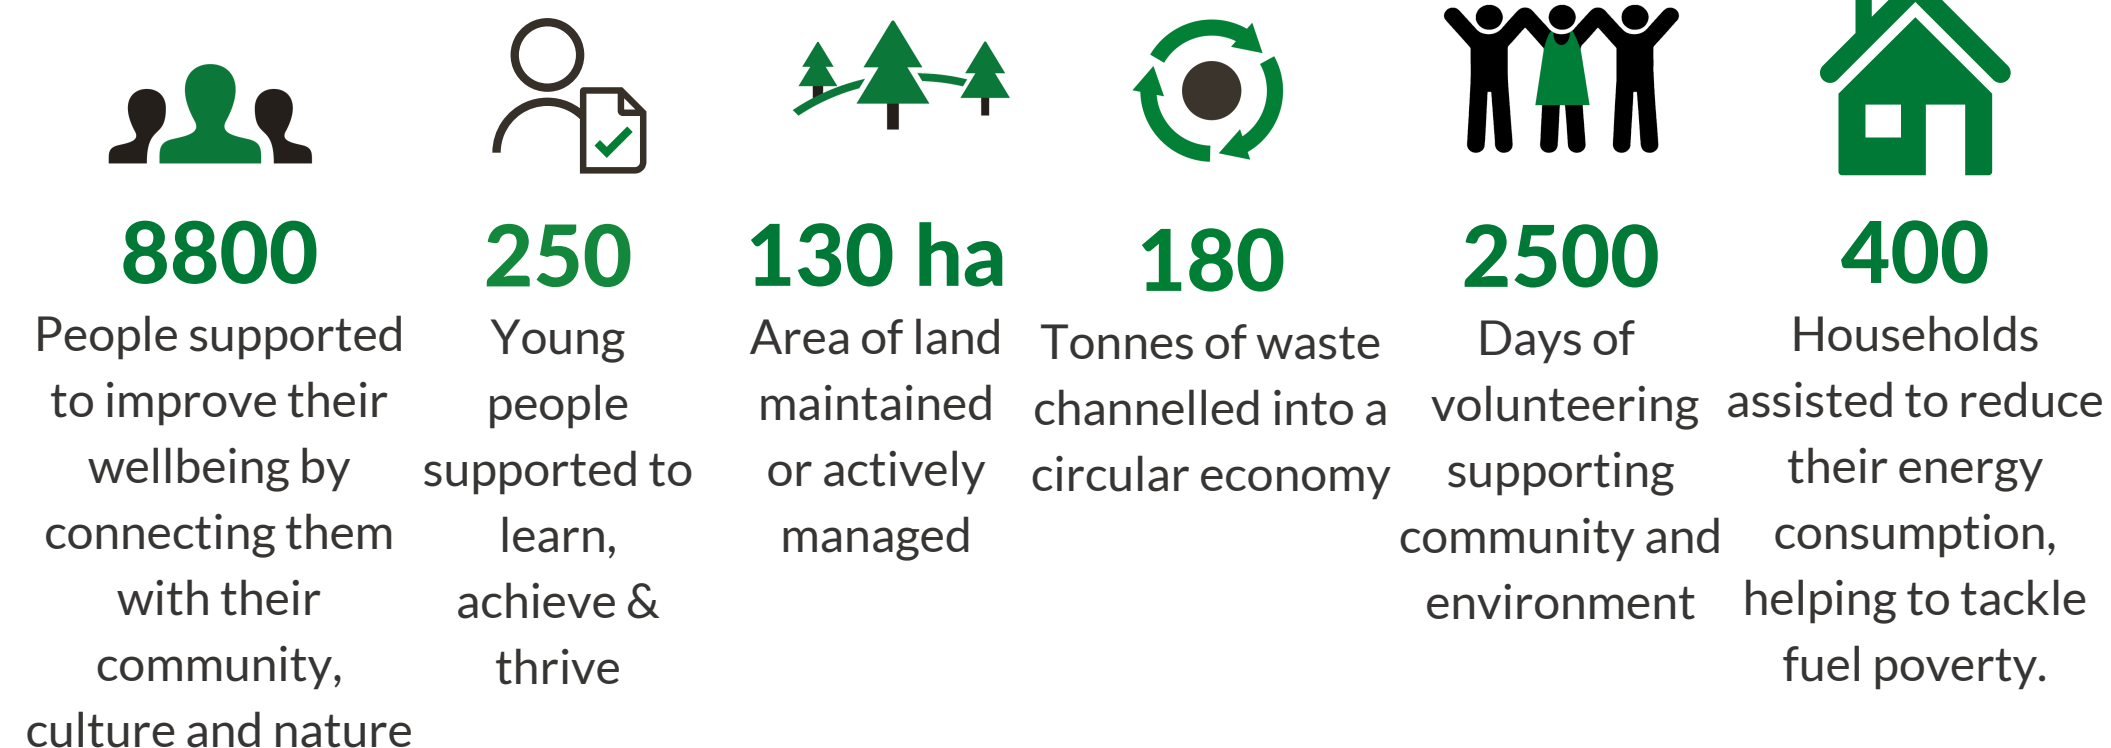 8800
People supported
to improve their
wellbeing by
connecting them
with their
community,
culture and nature
250
Young
people
supported to
learn,
achieve &
thrive
130 ha
Area of land
maintained
or actively
managed
180
Tonnes of waste
channelled into a
circular economy
2500
Days of
volunteering
supporting
community and
environment
400
Households
assisted to reduce
their energy
consumption,
helping to tackle
fuel poverty.